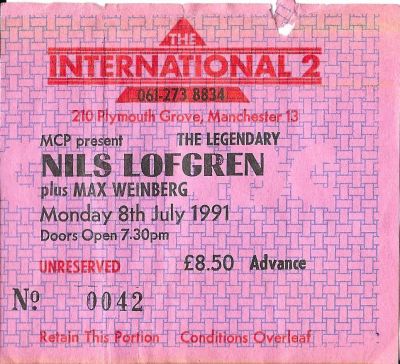 THE
INTERNATIONAL 2
061-273 8834
210 Plymouth Grove, Manchester 13
MCP present THE LEGENDARY
NILS LOFGREN
plus MAX WEINBERG
Monday 8th July 1991
Doors Open 7.30pm
UNRESERVED £8.50 Advance
Nº 0042
Retain This Portion Conditions Overleaf